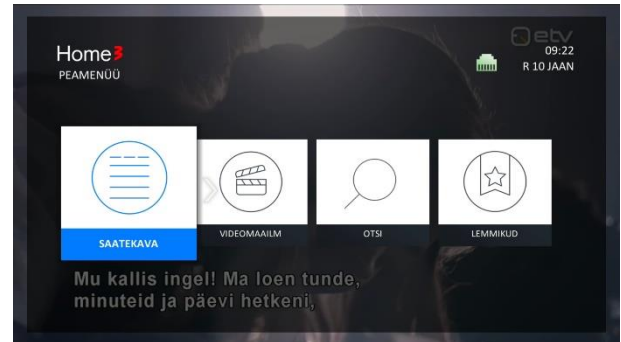 Home3
PEAMENÜÜ
etv
09:22
R 10 JAAN
SAATEKAVA
VIDEOMAAILM
OTSI
LEMMIKUD
Mu kallis ingel! Ma loen tunde,
minuteid ja päevi hetkeni,